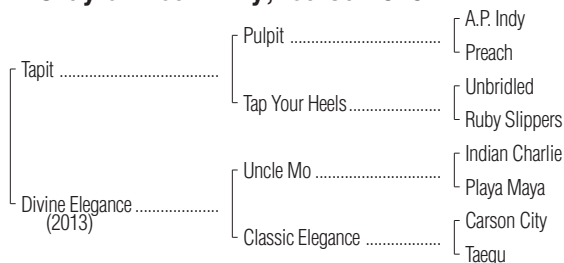 Tapit
Divine Elegance
(2013)
Pulpit
Tap Your Heels
Uncle Mo
Classic Elegance
A.P. Indy
Preach
Unbridled
Ruby Slippers
Indian Charlie
Playa Maya
Carson City
Taegu